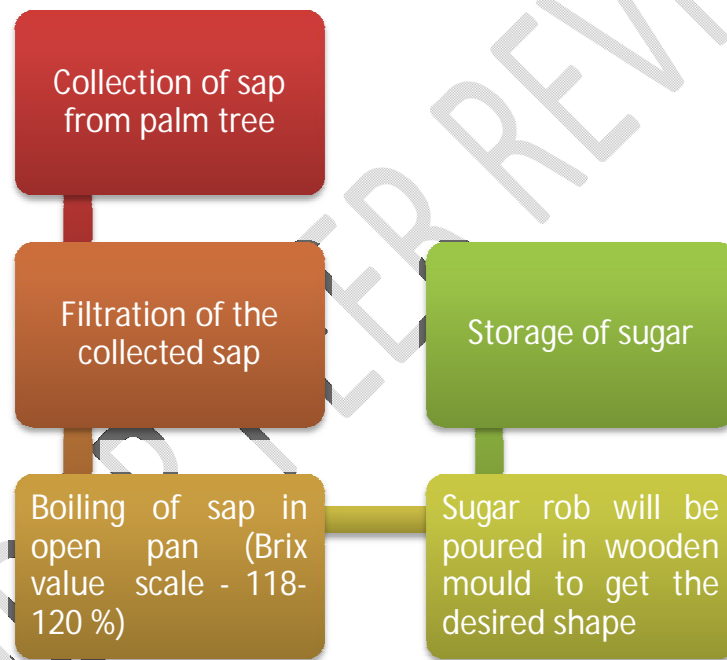 Collection of sap
from palm tree
Filtration of the
collected sap
Boiling of sap in
open pan (Brix
value scale - 118-
120 %)
Sugar rob will be
poured in wooden
mould to get the
desired shape
Storage of sugar